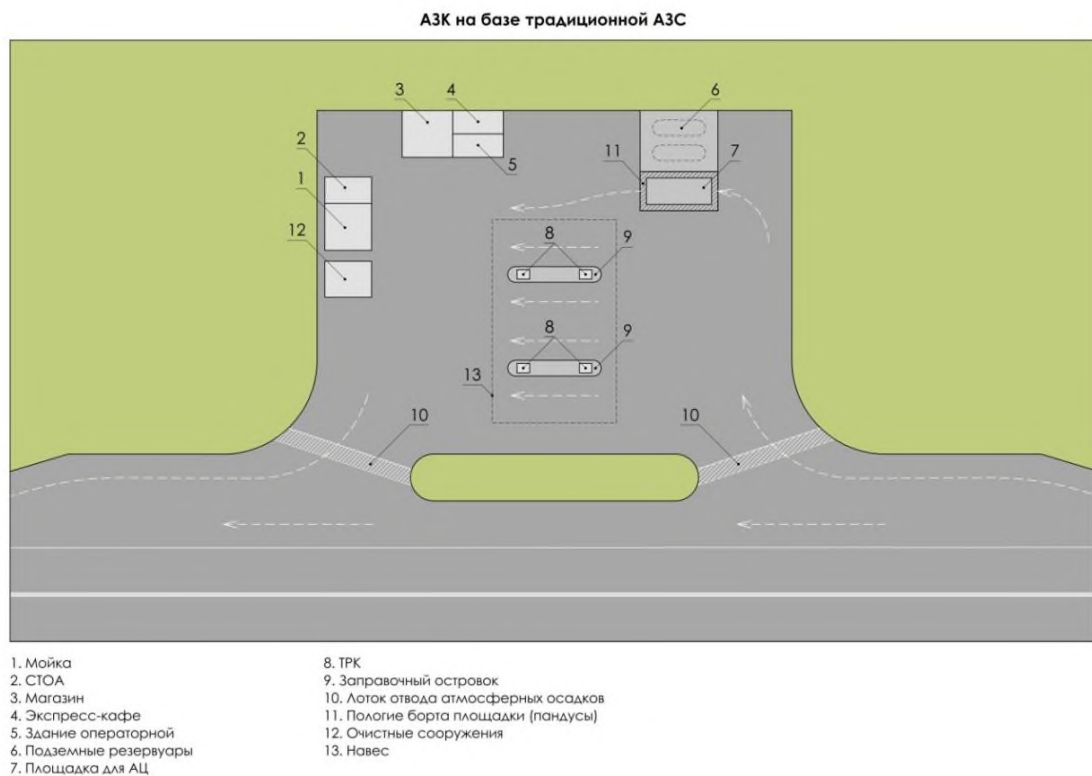 АЗК на базе традиционной АЗС
3
4
6
2
5
11
7
1
12
8
9
8
9
13
10
10
1. Мойка
2. СТОА
3. Магазин
4. Экспресс-кафе
5. Здание операторной
6. Подземные резервуары
7. Площадка для АЦ
8. ТРК
9. Заправочный островок
10. Лоток отвода атмосферных осадков
11. Пологие борта площадки (пандусы)
12. Очистные сооружения
13. Навес